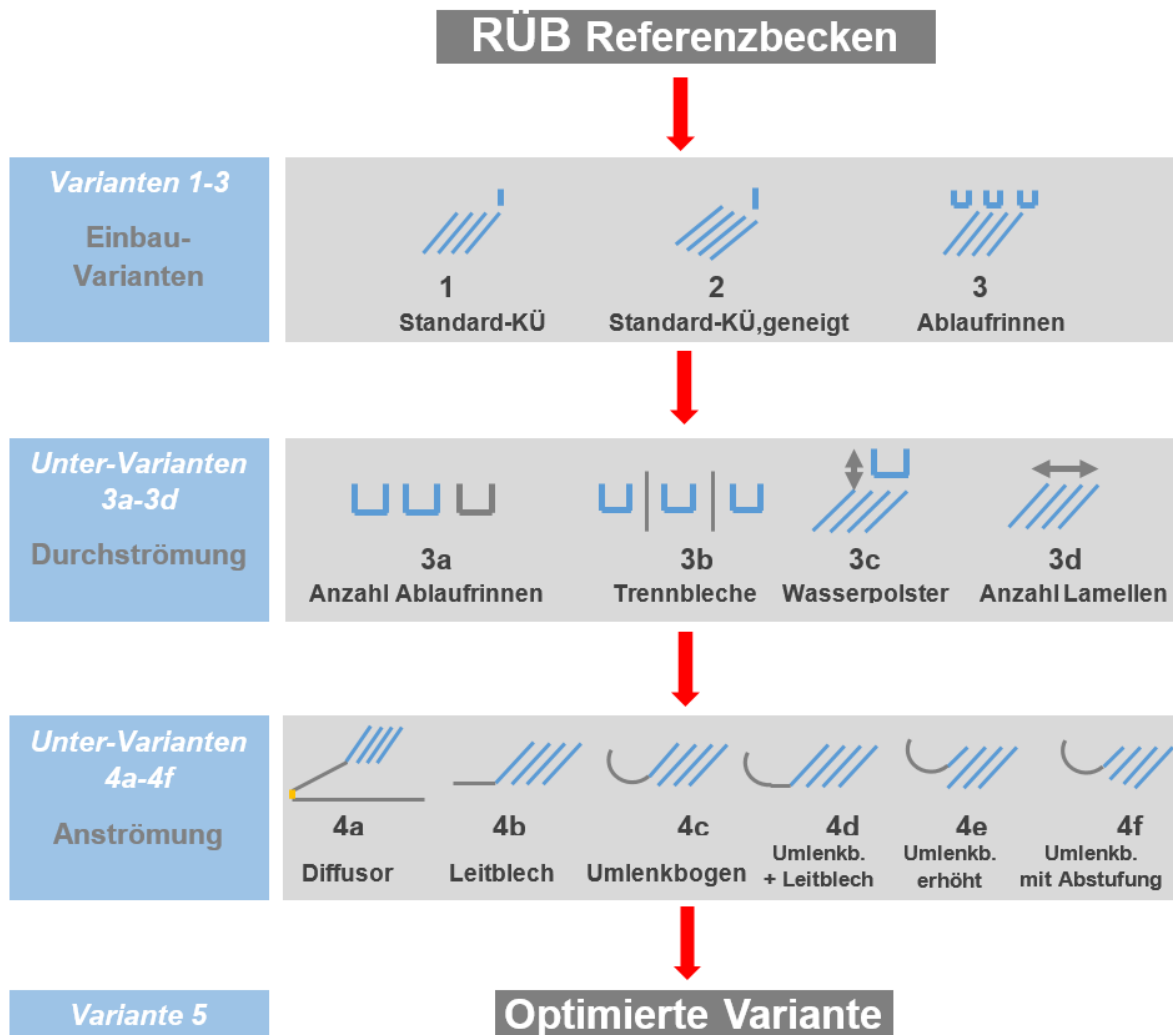 RÜB Referenzbecken
Varianten 1-3
Einbau-
Varianten
1
Standard-KÜ
2
Standard-KÜ,geneigt
3
Ablaufrinnen
Unter-Varianten
3a-3d
Durchströmung
3a
Anzahl Ablaufrinnen
3b
Trennbleche
3c
Wasserpolster
3d
Anzahl Lamellen
Unter-Varianten
4a-4f
Anströmung
4a
Diffusor
4b
Leitblech
4c
Umlenkbogen
4d
Umlenkb.
+ Leitblech
4e
Umlenkb.
erhöht
4f
Umlenkb.
mit Abstufung
Variante 5
Optimierte Variante